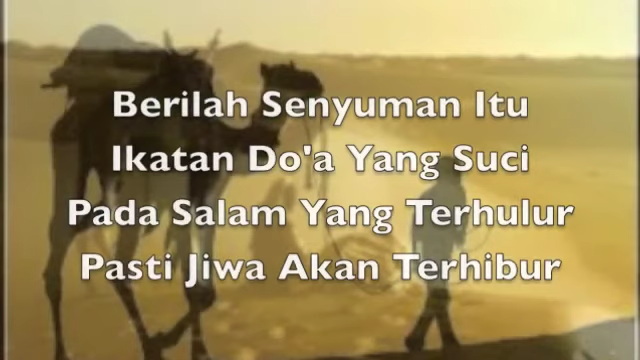 Berilah Senyuman Itu
Ikatan Do'a Yang Suci
Pada Salam Yang Terhulur
Pasti Jiwa Akan Terhibur